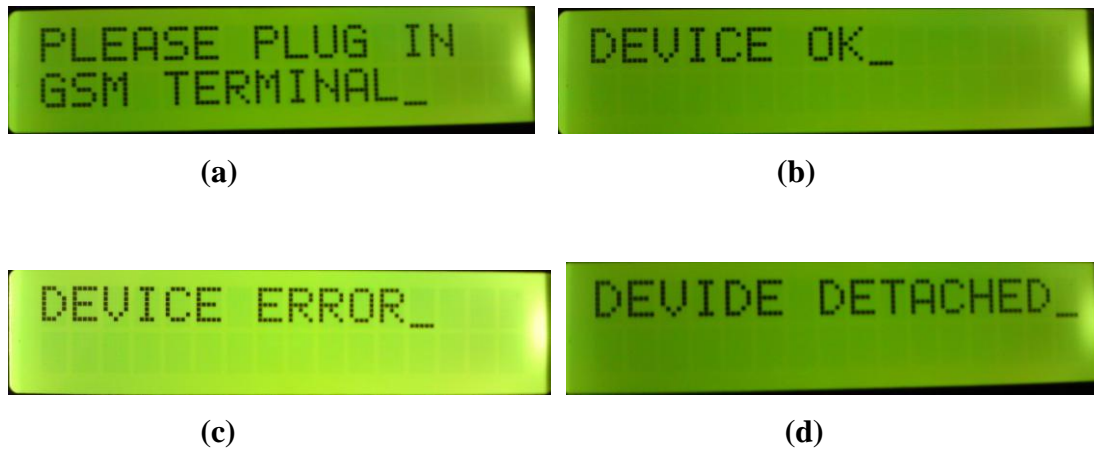 PLEASE PLUG IN
GSM TERMINAL_
DEVICE OK_
(a)
(b)
DEVICE ERROR_
DEVIDE DETACHED_
(c)
(d)